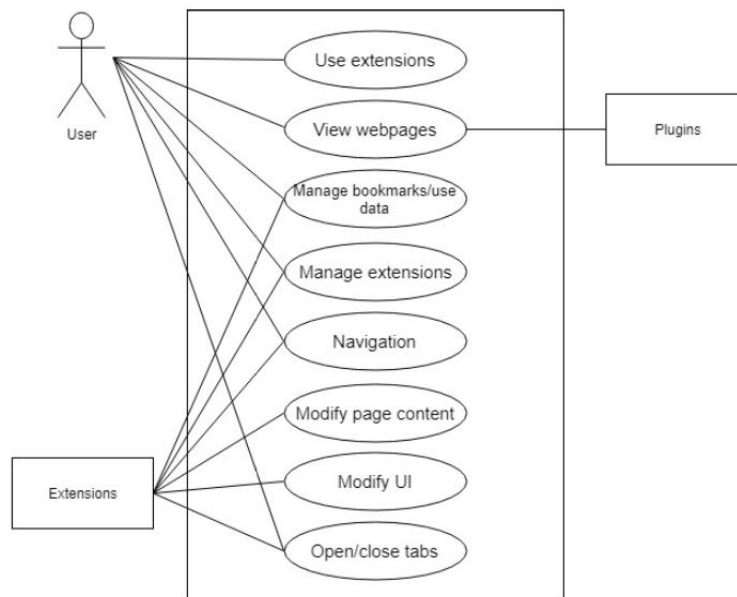 Use extensions
User
View webpages
Plugins
Manage bookmarks/use
data
Manage extensions
Navigation
Modify page content
Extensions
Modify UI
Open/close tabs